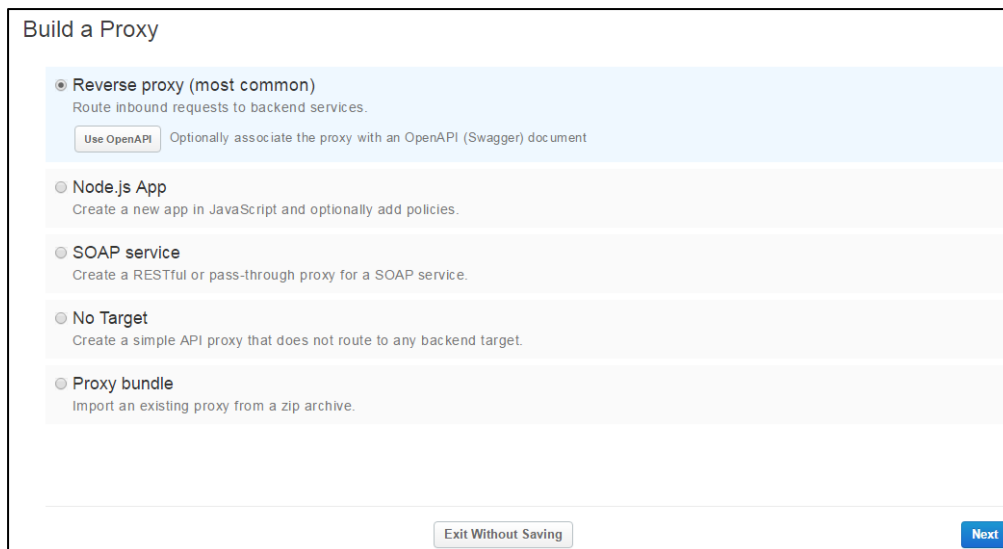 Build a Proxy
Reverse proxy (most common)
Route inbound requests to backend services.
Use OpenAPI Optionally associate the proxy with an OpenAPI (Swagger) document
Node.js App
Create a new app in JavaScript and optionally add policies.
SOAP service
Create a RESTful or pass-through proxy for a SOAP service.
No Target
Create a simple API proxy that does not route to any backend target.
Proxy bundle
Import an existing proxy from a zip archive.
Exit Without Saving Next